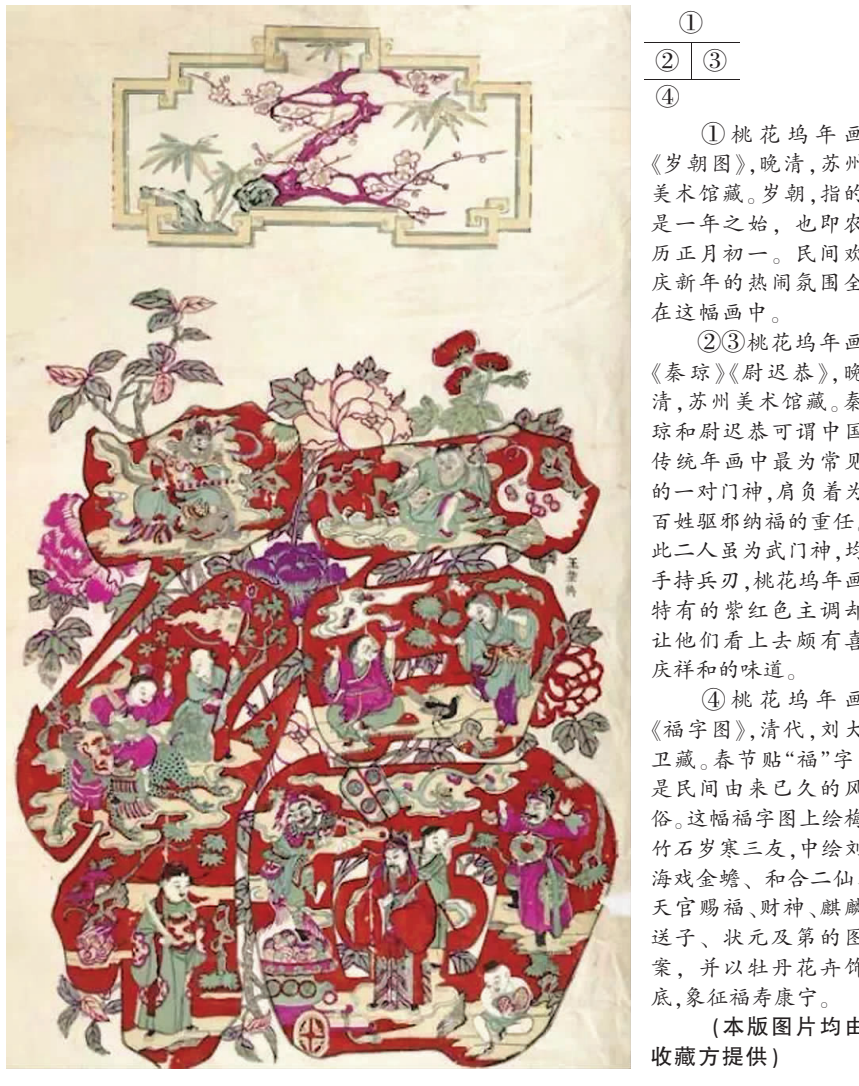 ①
② ③
④
①桃花坞年画
《岁朝图》,晚清,苏州
美术馆藏。岁朝,指的
是一年之始，也即农
历正月初一。民间欢
庆新年的热闹氛围全
在这幅画中。
②③桃花坞年画
《秦琼》《尉迟恭》,晚
清,苏州美术馆藏。秦
琼和尉迟恭可谓中国
传统年画中最为常见
的一对门神,肩负着为
百姓驱邪纳福的重任,
此二人虽为武门神,均
手持兵刃,桃花坞年画
特有的紫红色主调却
让他们看上去颇有喜
庆祥和的味道。
④桃花坞年画
《福字图》,清代,刘大
卫藏。春节贴“福”字
是民间由来已久的风
俗。这幅福字图上绘梅
竹石岁寒三友,中绘刘
海戏金蟾、和合二仙、
天官赐福、财神、麒麟
送子、状元及第的图
案，并以牡丹花卉饰
底,象征福寿康宁。
(本版图片均由
收藏方提供)